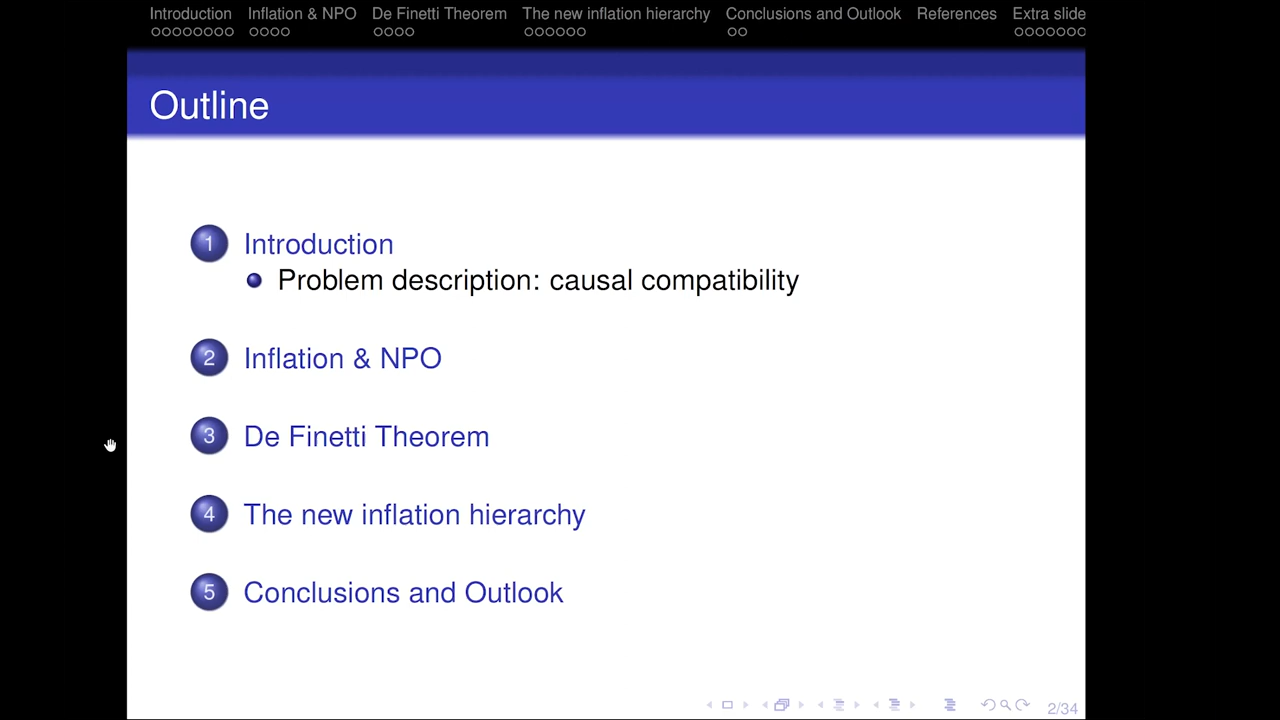 Introduction Inflation & NPO De Finetti Theorem The new inflation hierarchy Conclusions and Outlook References Extra slide
Outline
1 Introduction
Problem description: causal compatibility
2 Inflation & NPO
3 De Finetti Theorem
4 The new inflation hierarchy
5 Conclusions and Outlook
2/34